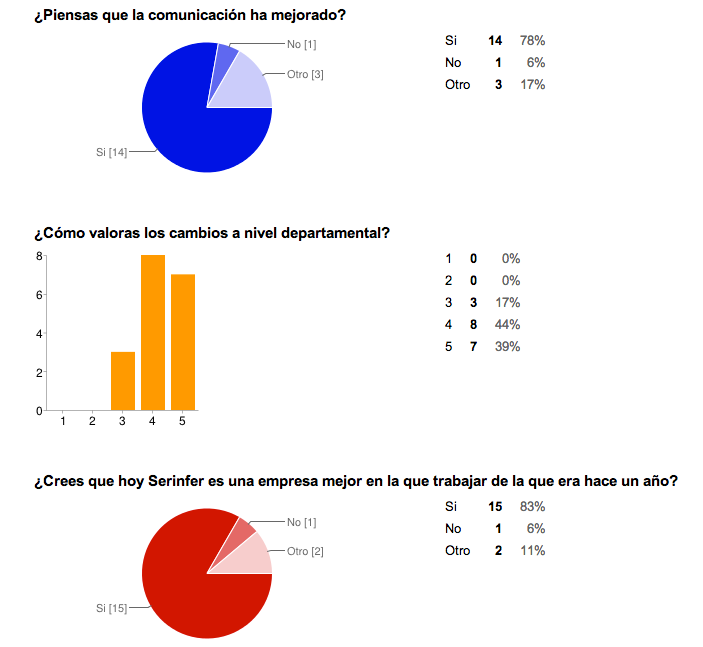 ¿Piensas que la comunicación ha mejorado?
No [1]
Otro [3]
Si [14]
Si 14 78%
No 1 6%
Otro 3 17%
¿Cómo valoras los cambios a nivel departamental?
8
6
4
2
0
1 2 3 4 5
1 0 0%
2 0 0%
3 3 17%
4 8 44%
5 7 39%
¿Crees que hoy Serinfer es una empresa mejor en la que trabajar de la que era hace un año?
No [1]
Otro [2]
Si [15]
Si 15 83%
No 1 6%
Otro 2 11%